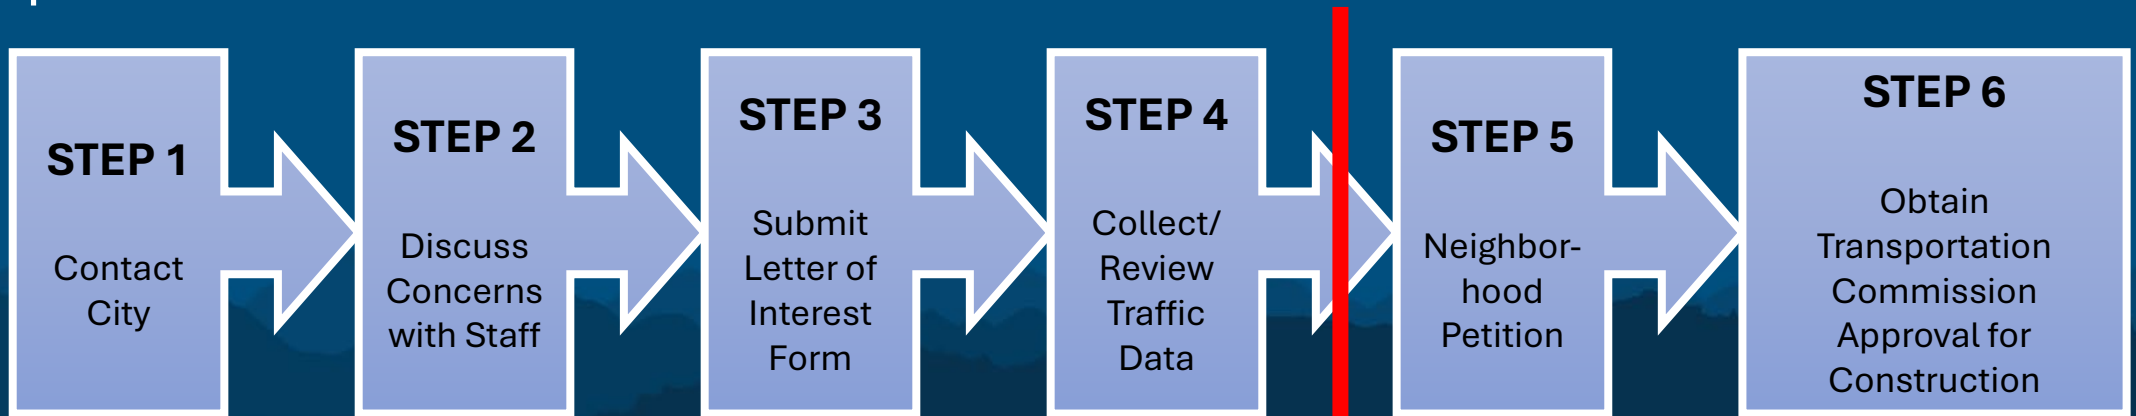 STEP 1
Contact
City
STEP 2
Discuss
Concerns
with Staff
STEP 3
Submit
Letter of
Interest
Form
STEP 4
Collect/
Review
Traffic
Data
STEP 5
Neighbor-
hood
Petition
STEP 6
Obtain
Transportation
Commission
Approval for
Construction